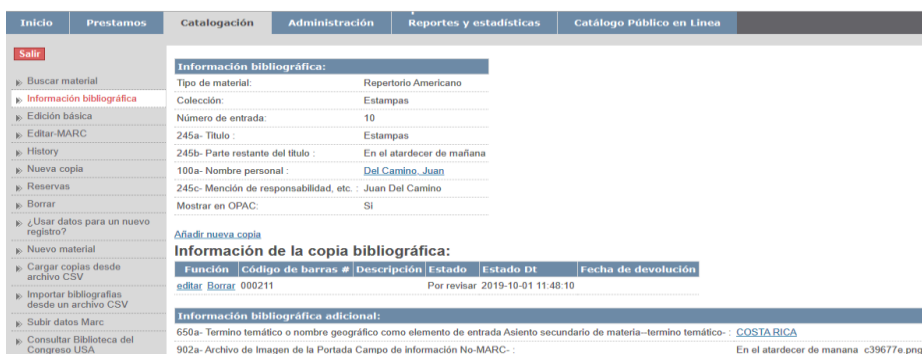 Inicio Prestamos Catalogación Administración Reportes y estadísticas Catálogo Público en Linea
Salir
Buscar material
Información bibliográfica
Edición básica
Editar-MARC
History
Nueva copia
Reservas
Borrar
¿Usar datos para un nuevo
registro?
Nuevo material
Cargar copias desde
archivo CSV
Importar bibliografias
desde un archivo CSV
Subir datos Marc
Consultar Biblioteca del
Congreso USA
Información bibliográfica:
Tipo de material: Repertorio Americano
Colección: Estampas
Número de entrada: 10
245a- Titulo : Estampas
245b- Parte restante del titulo : En el atardecer de mañana
100a- Nombre personal : Del Camino, Juan
245c- Mención de responsabilidad, etc. : Juan Del Camino
Mostrar en OPAC: Si
Añadir nueva copia
Información de la copia bibliográfica:
Función Código de barras # Descripción Estado Estado Dt Fecha de devolución
editar Borrar 000211 Por revisar 2019-10-01 11:48:10
Información bibliográfica adicional:
650a- Termino temático o nombre geográfico como elemento de entrada Asiento secundario de materia--termino temático- : COSTA RICA
902a- Archivo de Imagen de la Portada Campo de información No-MARC- : En el atardecer de manana_c39677e.png